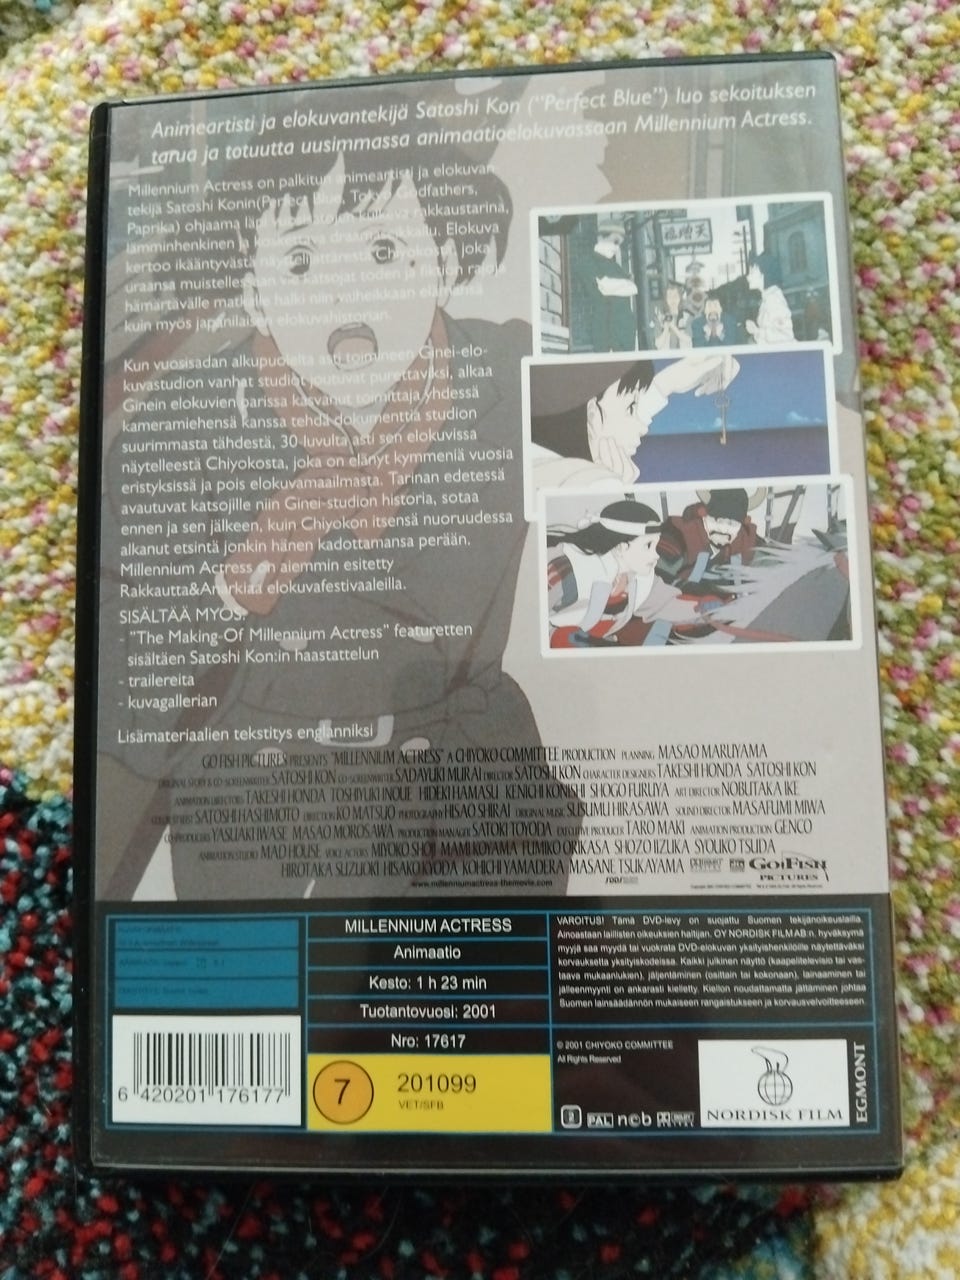 Animeartisti ja elokuvantekijä Satoshi Kon ("Perfect Blue") luo sekoituksen
tarua ja totuutta uusimmassa animaatioelokuvassaan Millennium Actress.
Millennium Actress on palkitun animeartisti ja elokuvan
tekijä Satoshi Konin(Perfect Blue, Tokyo Godfathers,
Paprika) ohjaama läpi vuosisatojen kulkeva rakkaustarina,
lämminhenkinen ja koskettava draamaseikkailu. Elokuva
kertoo ikääntyvästä näyttelijättärestä Chiyokosta, joka
uraansa muistellessaan vie katsojat toden ja fiktion rajoja
hämärtävälle matkalle halki niin vaiheikkaan elämänsä
kuin myös japanilaisen elokuvahistorian.
Kun vuosisadan alkupuolelta asti toimineen Ginei-elo-
kuvastudion vanhat studiot joutuvat purettaviksi, alkaa
Ginein elokuvien parissa kasvanut toimittaja yhdessä
kameramiehensä kanssa tehdä dokumenttia studion
suurimmasta tähdestä, 30-luvulta asti sen elokuvissa
näytelleestä Chiyokosta, joka on elänyt kymmeniä vuosia
eristyksissä ja pois elokuvamaailmasta. Tarinan edetessä
avautuvat katsojille niin Ginei-studion historia, sotaa
ennen ja sen jälkeen, kuin Chiyokon itsensä nuoruudessa
alkanut etsintä jonkin hänen kadottamansa perään.
Millennium Actress on aiemmin esitetty
Rakkautta&Anarkiaa elokuvafestivaaleilla.
SISÄLTÄÄ MYÖS:
- "The Making-Of Millennium Actress" featuretten
sisältäen Satoshi Kon:in haastattelun
- trailereita
- kuvagallerian
Lisämateriaalien tekstitys englanniksi
GO FISH PICTURES PRESENTS "MILLENNIUM ACTRESS" A CHIYOKO COMMITTEE PRODUCTION PLANNING MASAO MARUYAMA
ORIGINAL STORY & CO-SCREENWRITER SATOSHI KON CO-SCREENWRITER SADAYUKI MURAI DIRECTOR SATOSHI KON CHARACTER DESIGNERS TAKESHI HONDA SATOSHI KON
ANIMATION DIRECTORS TAKESHI HONDA TOSHIYUKI INOUE HIDEKI HAMASU KENICHI KONISHI SHOGO FURUYA ART DIRECTOR NOBUTAKA IKE
COLOR STYLIST SATOSHI HASHIMOTO DIRECTION KO MATSUO PHOTOGRAPHY HISAO SHIRAI ORIGINAL MUSIC SUSUMU HIRASAWA SOUND DIRECTOR MASAFUMI MIWA
CO-PRODUCERS YASUAKI IWASE MASAO MOROSAWA PRODUCTION MANAGER SATOKI TOYODA EXECUTIVE PRODUCER TARO MAKI ANIMATION PRODUCTION GENCO
ANIMATION STUDIO MAD HOUSE VOICE ACTORS MIYOKO SHOJI MAMI KOYAMA FUMIKO ORIKASA SHOZO IIZUKA SYOUKO TSUDA
HIROTAKA SUZUOKI HISAKO KYODA KOHICHI YAMADERA MASANE TSUKAYAMA
GO FISH
PICTURES
www.millenniumactress-themovie.com
MILLENNIUM ACTRESS
Animaatio
Kesto: 1 h 23 min
Tuotantovuosi: 2001
Nro: 17617
7
201099
VET/SFB
6 420201 176177
VAROITUS! Tämä DVD-levy on suojattu Suomen tekijänoikeuslailla.
Ainoastaan laillisten oikeuksien haltijan, OY NORDISK FILM AB:n, hyväksymä
myyjä saa myydä tai vuokrata DVD-elokuvan yksityishenkilöille näytettäväksi
korvauksetta yksityiskodeissa. Kaikki julkinen näyttö (kaapelitelevisio tai vas-
taava mukaanlukien), jäljentäminen (osittain tai kokonaan), lainaaminen tai
jälleenmyynti on ankarasti kielletty. Kiellon noudattamatta jättäminen johtaa
Suomen lainsäädännön mukaiseen rangaistukseen ja korvausvelvoitteeseen.
© 2001 CHIYOKO COMMITTEE
All Rights Reserved
2
PAL
ncb
NORDISK FILM
EGMONT